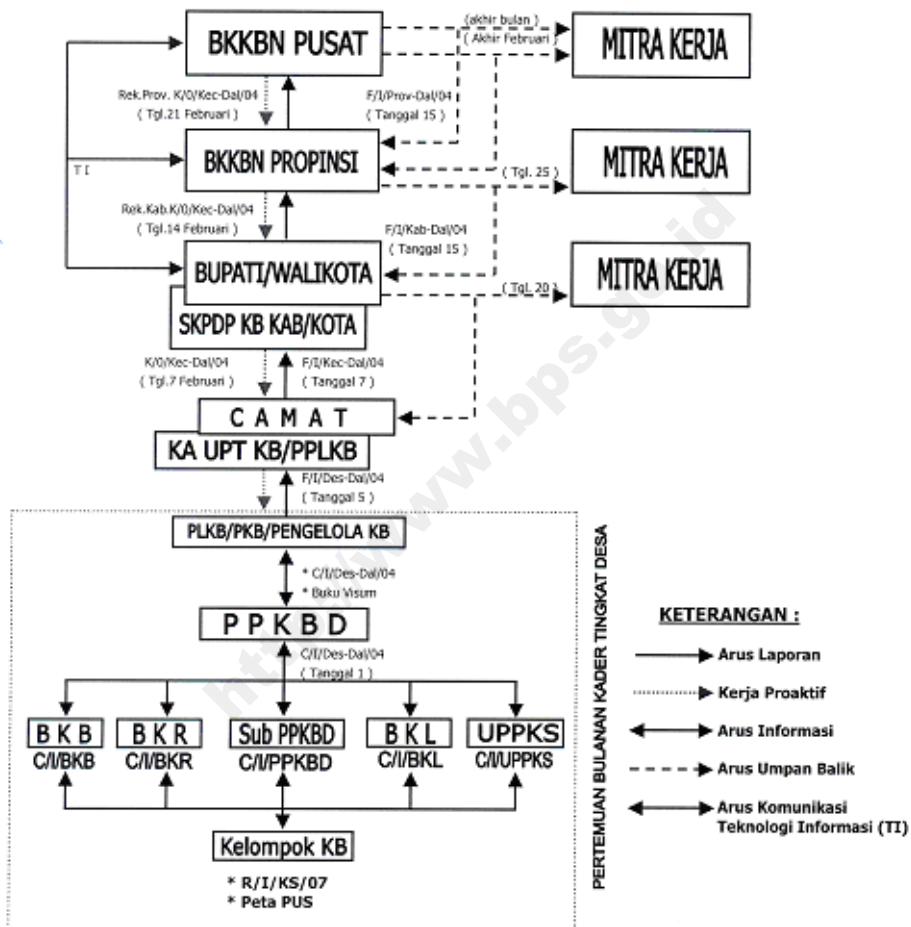 (akhir bulan )
BKKBN PUSAT
( Akhir Februari)
MITRA KERJA
Rek.Prov. K/0/Kec-Dal/04
( Tgl.21 Februari )
F/I/Prov-Dal/04
( Tanggal 15 )
TI
BKKBN PROPINSI
MITRA KERJA
( Tgl. 25 )
Rek.Kab.K/0/Kec-Dal/04
( Tgl.14 Februari )
F/I/Kab-Dal/04
( Tanggal 15 )
BUPATI/WALIKOTA
MITRA KERJA
( Tgl. 20 )
SKPDP KB KAB/KOTA
K/0/Kec-Dal/04
( Tgl.7 Februari )
F/I/Kec-Dal/04
( Tanggal 7 )
C A M A T
KA UPT KB/PPLKB
F/I/Des-Dal/04
( Tanggal 5 )
PLKB/PKB/PENGELOLA KB
* C/I/Des-Dal/04
* Buku Visum
P P K B D
C/I/Des-Dal/04
( Tanggal 1 )
B K B
B K R
Sub PPKBD
B K L
UPPKS
C/I/BKB
C/I/BKR
C/I/PPKBD
C/I/BKL
C/I/UPPKS
Kelompok KB
* R/I/KS/07
* Peta PUS
PERTEMUAN BULANAN KADER TINGKAT DESA
KETERANGAN :
Arus Laporan
Kerja Proaktif
Arus Informasi
Arus Umpan Balik
Arus Komunikasi
Teknologi Informasi (TI)
http://www.bps.go.id